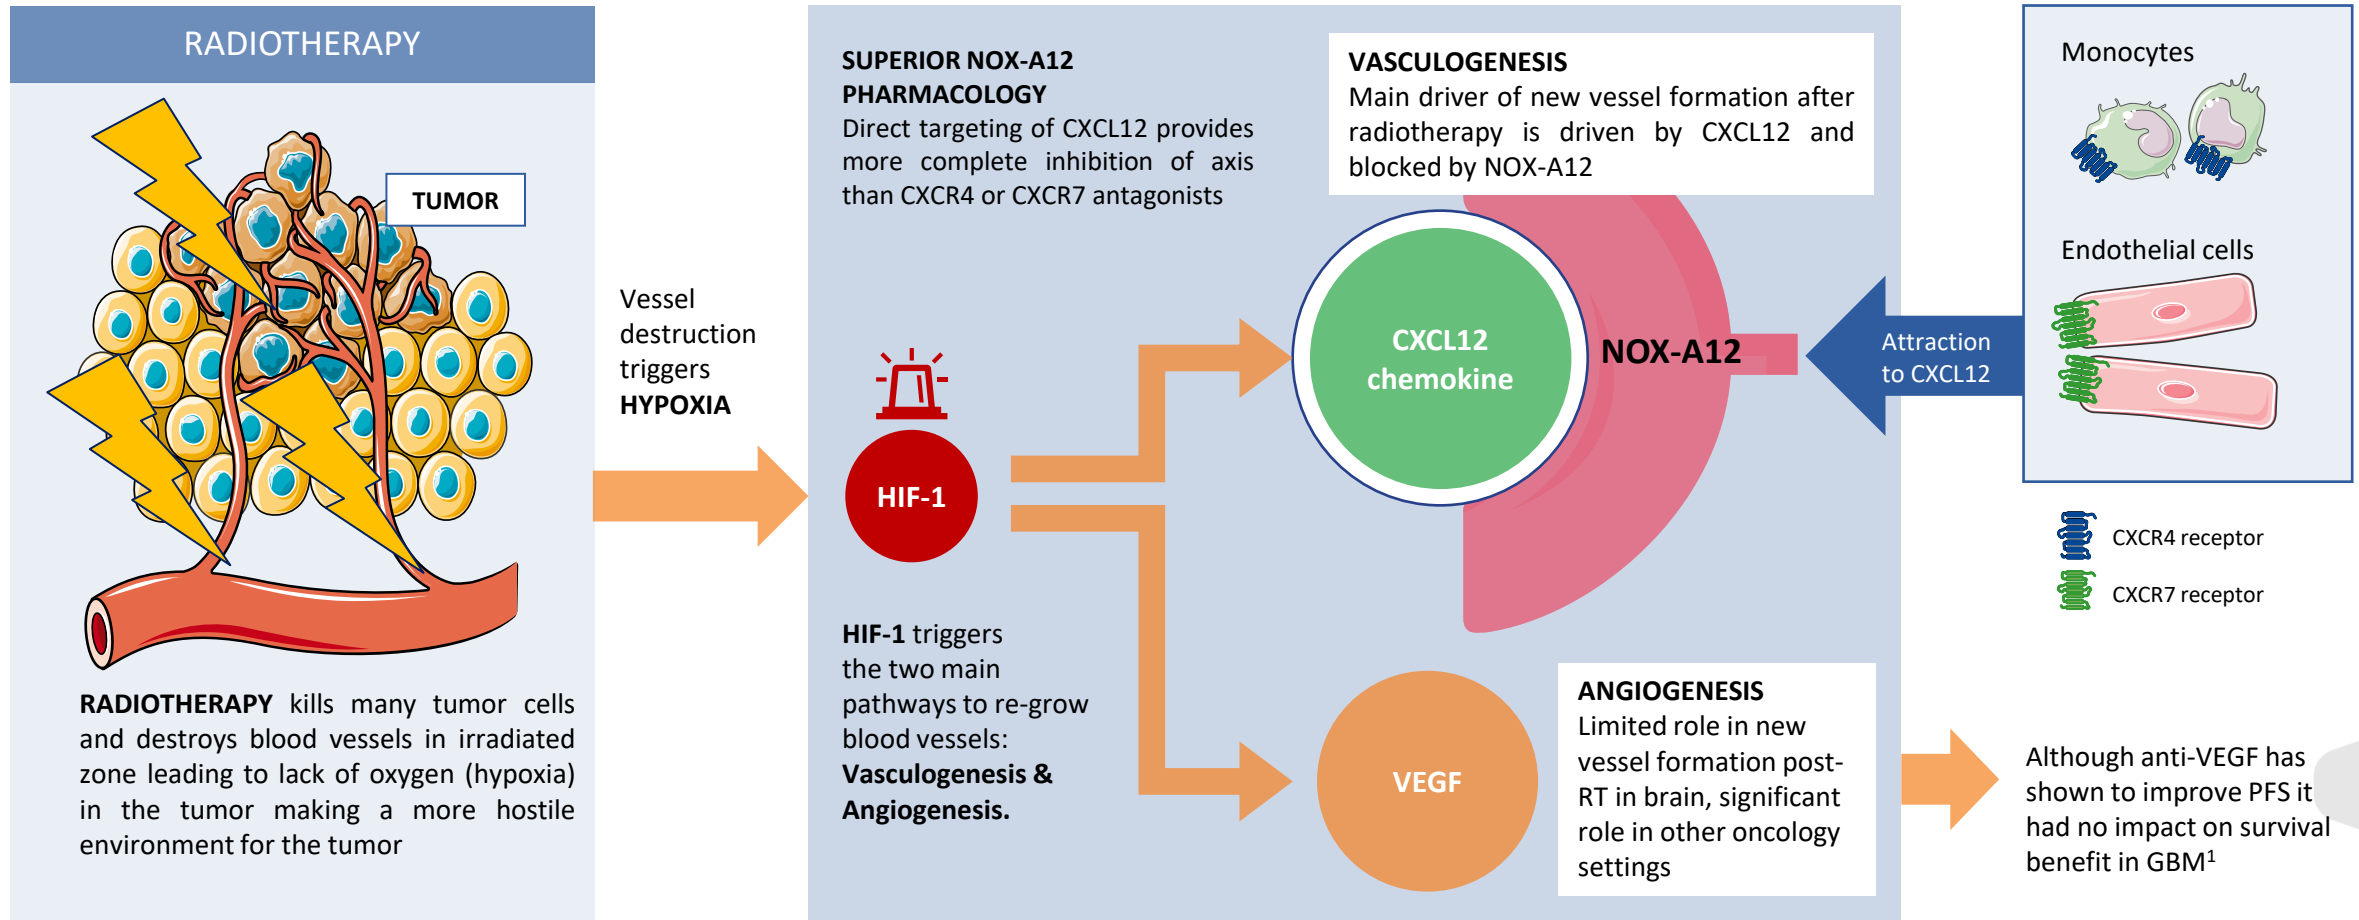 RADIOTHERAPY
TUMOR
RADIOTHERAPY kills many tumor cells
and destroys blood vessels in irradiated
zone leading to lack of oxygen (hypoxia)
in the tumor making a more hostile
environment for the tumor
Vessel
destruction
triggers
HYPOXIA
SUPERIOR NOX-A12
PHARMACOLOGY
Direct targeting of CXCL12 provides
more complete inhibition of axis
than CXCR4 or CXCR7 antagonists
HIF-1
HIF-1 triggers
the two main
pathways to re-grow
blood vessels:
Vasculogenesis &
Angiogenesis.
VASCULOGENESIS
Main driver of new vessel formation after
radiotherapy is driven by CXCL12 and
blocked by NOX-A12
CXCL12
chemokine
NOX-A12
VEGF
ANGIOGENESIS
Limited role in new
vessel formation post-
RT in brain, significant
role in other oncology
settings
Attraction
to CXCL12
Monocytes
Endothelial cells
CXCR4 receptor
CXCR7 receptor
Although anti-VEGF has
shown to improve PFS it
had no impact on survival
benefit in GBM¹